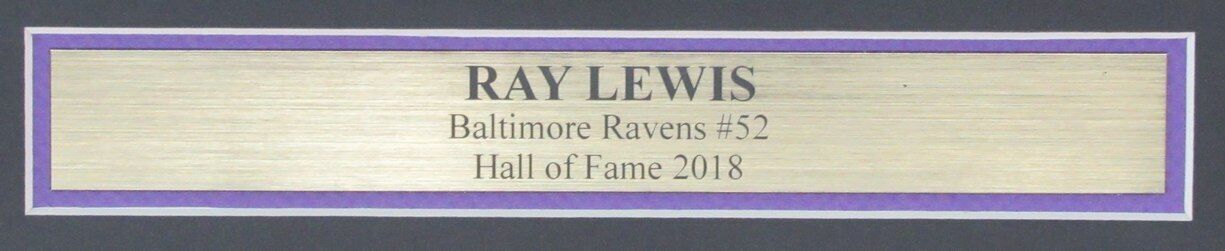 RAY LEWIS
Baltimore Ravens #52
Hall of Fame 2018